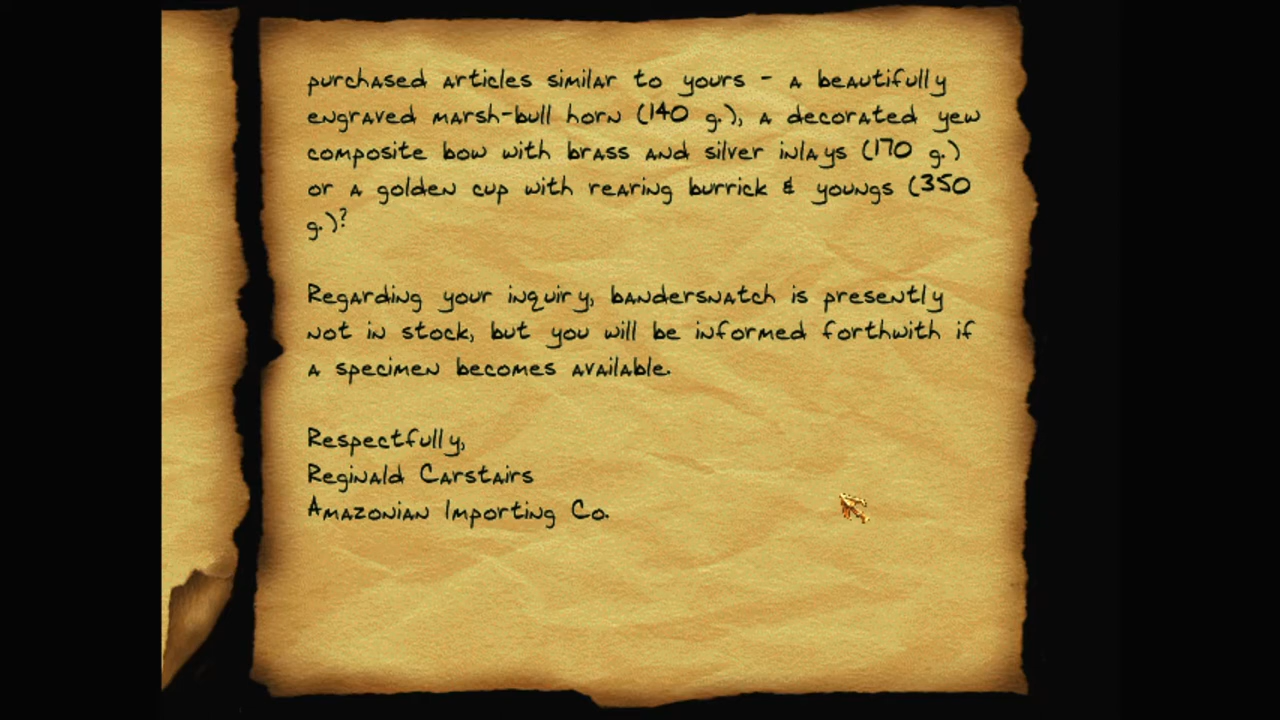 purchased articles similar to yours - a beautifully
engraved marsh-bull horn (140 g.), a decorated yew
composite bow with brass and silver inlays (170 g.)
or a golden cup with rearing burrick & youngs (350
g.)?
Regarding your inquiry, bandersnatch is presently
not in stock, but you will be informed forthwith if
a specimen becomes available.
Respectfully,
Reginald Carstairs
Amazonian Importing Co.